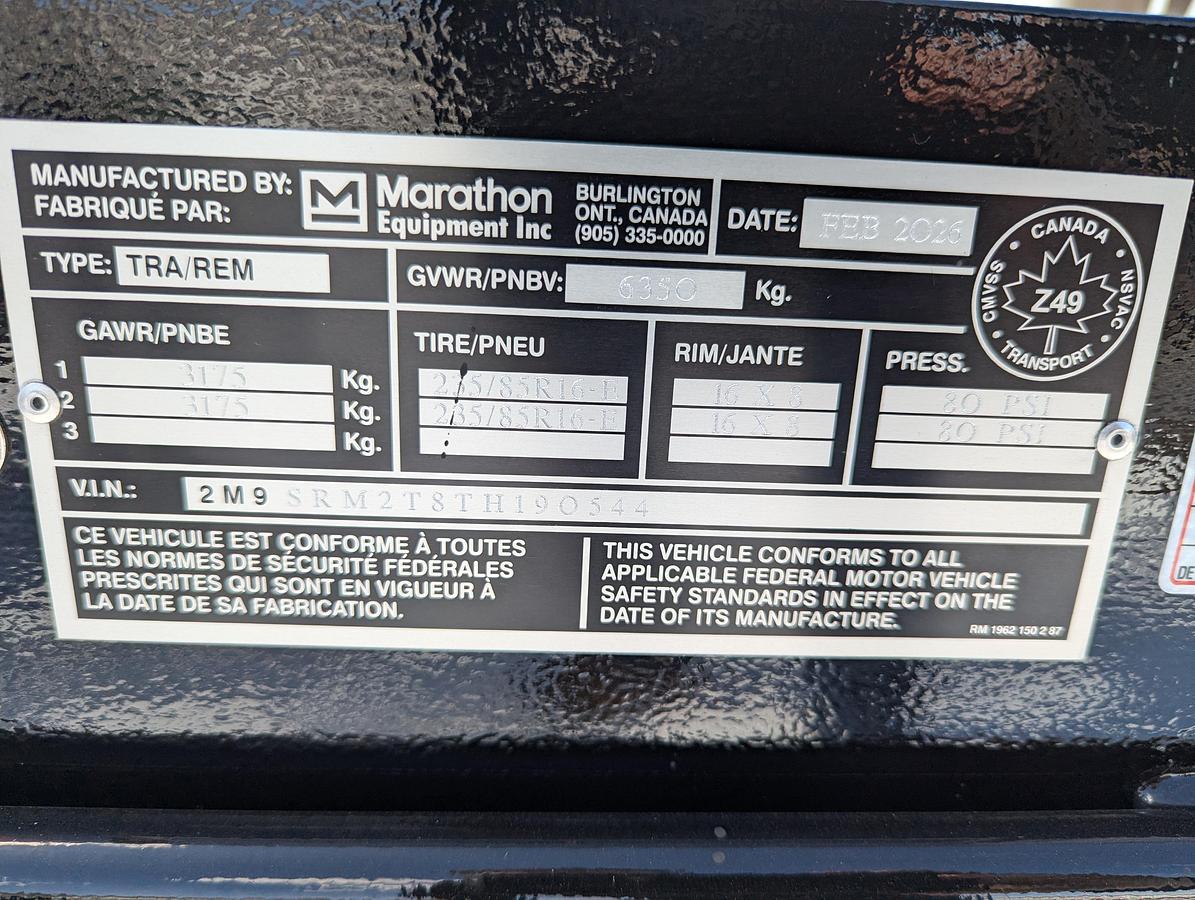 MANUFACTURED BY:
FABRIQUÉ PAR:
Marathon
Equipment Inc
BURLINGTON
ONT., CANADA
(905) 335-0000
DATE: FEB 2026
CANADA
CMVSS
NSVAC
Z49
TRANSPORT
TYPE: TRA/REM
GVWR/PNBV: 6350 Kg.
GAWR/PNBE TIRE/PNEU RIM/JANTE PRESS.
1 3175 Kg. 235/85R16-E 16 X 8 80 PSI
2 3175 Kg. 235/85R16-E 16 X 8 80 PSI
3 Kg.
V.I.N.: 2M9SRM2T8TH190544
CE VEHICULE EST CONFORME À TOUTES
LES NORMES DE SÉCURITÉ FÉDÉRALES
PRESCRITES QUI SONT EN VIGUEUR À
LA DATE DE SA FABRICATION.
THIS VEHICLE CONFORMS TO ALL
APPLICABLE FEDERAL MOTOR VEHICLE
SAFETY STANDARDS IN EFFECT ON THE
DATE OF ITS MANUFACTURE.
RM 1962 150 2 87
DE